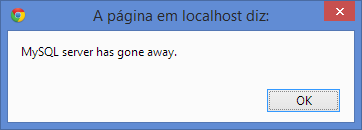 A página em localhost diz:
MySQL server has gone away.
OK